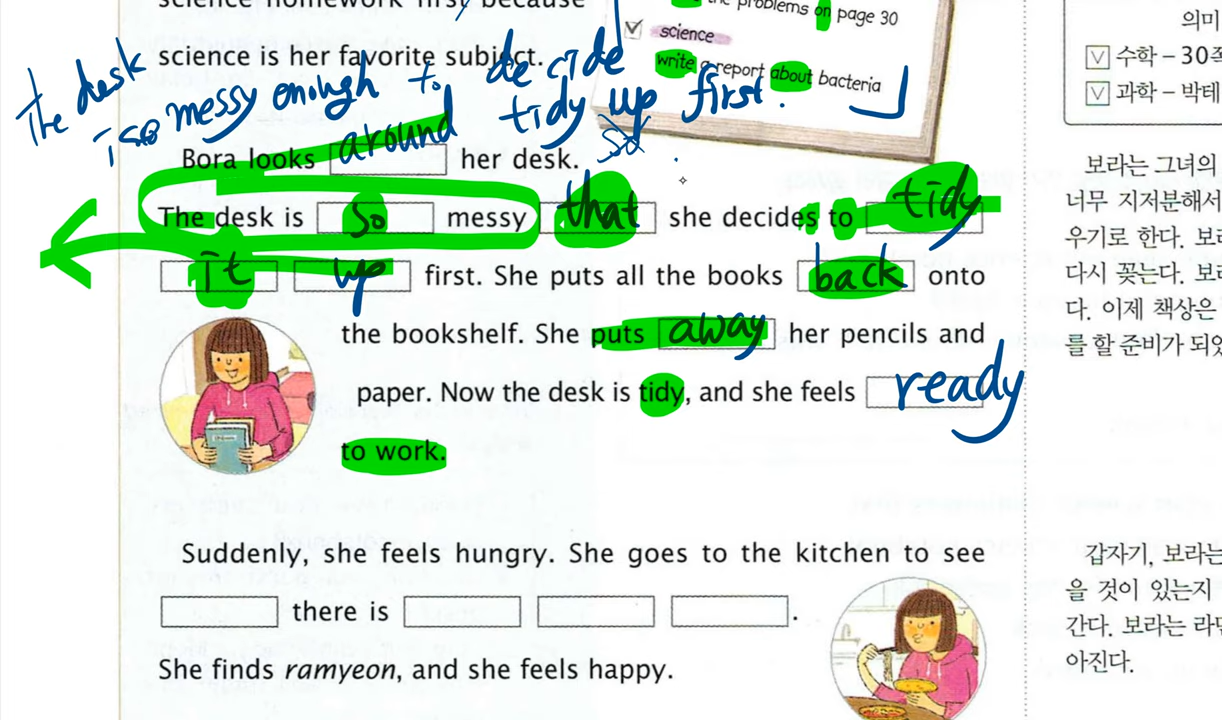 science homework first because
science is her favorite subject.
the problems on page 30
science
write a report about bacteria
The desk is messy enough to decide
tidy up first.
so
Bora looks around her desk.
The desk is so messy that she decides to tidy
it up first. She puts all the books back onto
the bookshelf. She puts away her pencils and
paper. Now the desk is tidy, and she feels ready
to work.
Suddenly, she feels hungry. She goes to the kitchen to see
there is .
She finds ramyeon, and she feels happy.
의미
V 수학 – 30쪽
V 과학 – 박테
보라는 그녀의
너무 지저분해서
우기로 한다. 보라
다시 꽂는다. 보
다. 이제 책상은
를 할 준비가 되었
갑자기, 보라는
을 것이 있는지
간다. 보라는 라면
아진다.